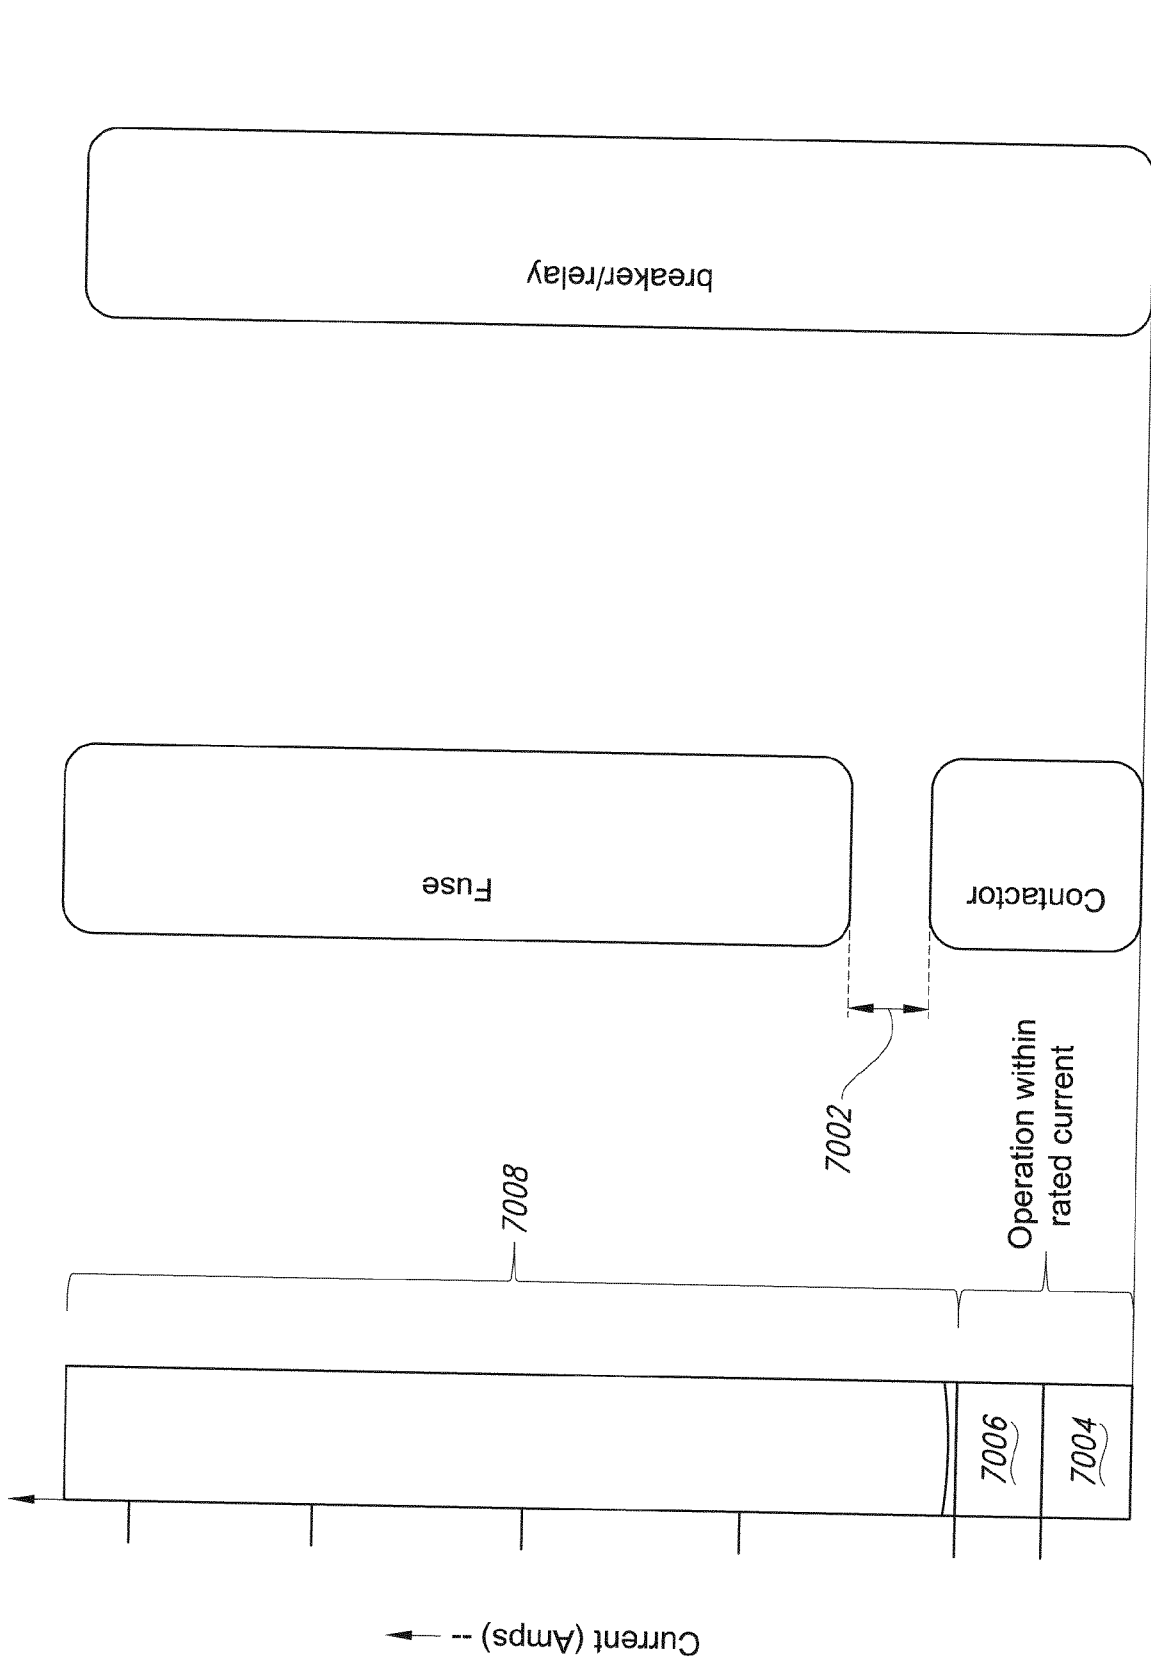 breaker/relay
Fuse
Contactor
7002
7008
Operation within
rated current
7006
7004
Current (Amps) --